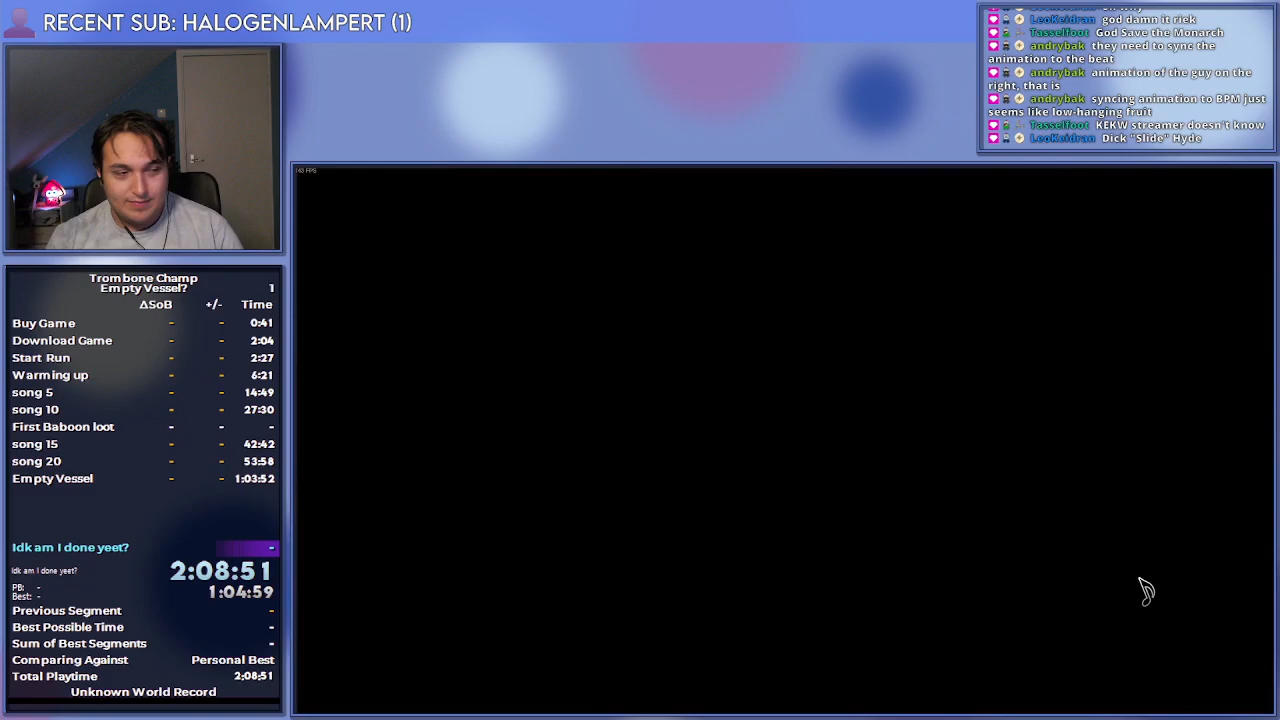 RECENT SUB: HALOGENLAMPERT (1)
LeoKeidran god damn it riek
Tasselfoot God Save the Monarch
andrybak they need to sync the
animation to the beat
andrybak animation of the guy on the
right, that is
andrybak syncing animation to BPM just
seems like low-hanging fruit
Tasselfoot KEKW streamer doesn't know
LeoKeidran Dick "Slide" Hyde
143 FPS
Trombone Champ
Empty Vessel? 1
ΔSoB +/- Time
Buy Game - - 0:41
Download Game - - 2:04
Start Run - - 2:27
Warming up - - 6:21
song 5 - - 14:49
song 10 - - 27:30
First Baboon loot - - -
song 15 - - 42:42
song 20 - - 53:58
Empty Vessel - - 1:03:52
Idk am I done yeet? -
Idk am I done yeet? 2:08:51
PB: -
Best: - 1:04:59
Previous Segment -
Best Possible Time -
Sum of Best Segments -
Comparing Against Personal Best
Total Playtime 2:08:51
Unknown World Record